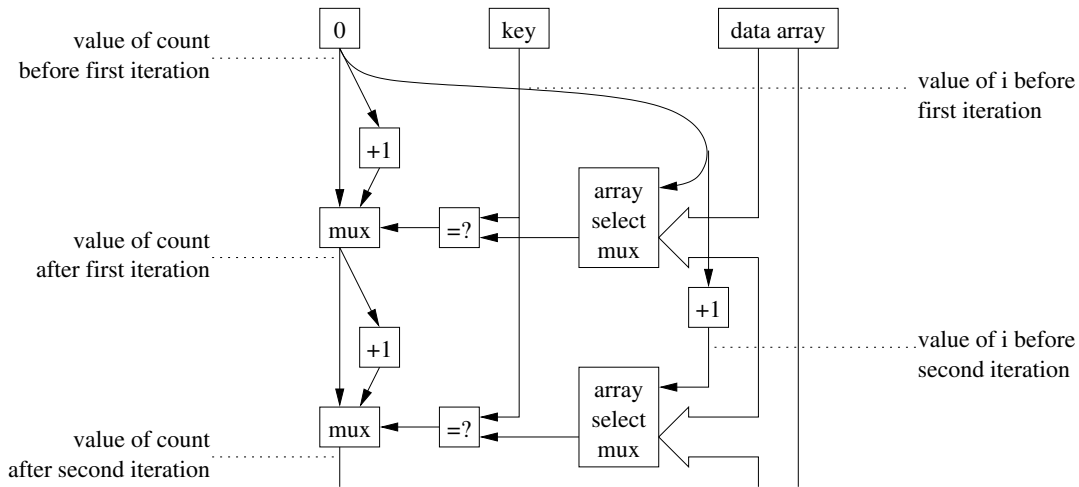 0
key
data array
value of count
before first iteration
value of i before
first iteration
+1
array
select
mux
mux
=?
value of count
after first iteration
+1
+1
value of i before
second iteration
array
select
mux
mux
=?
value of count
after second iteration